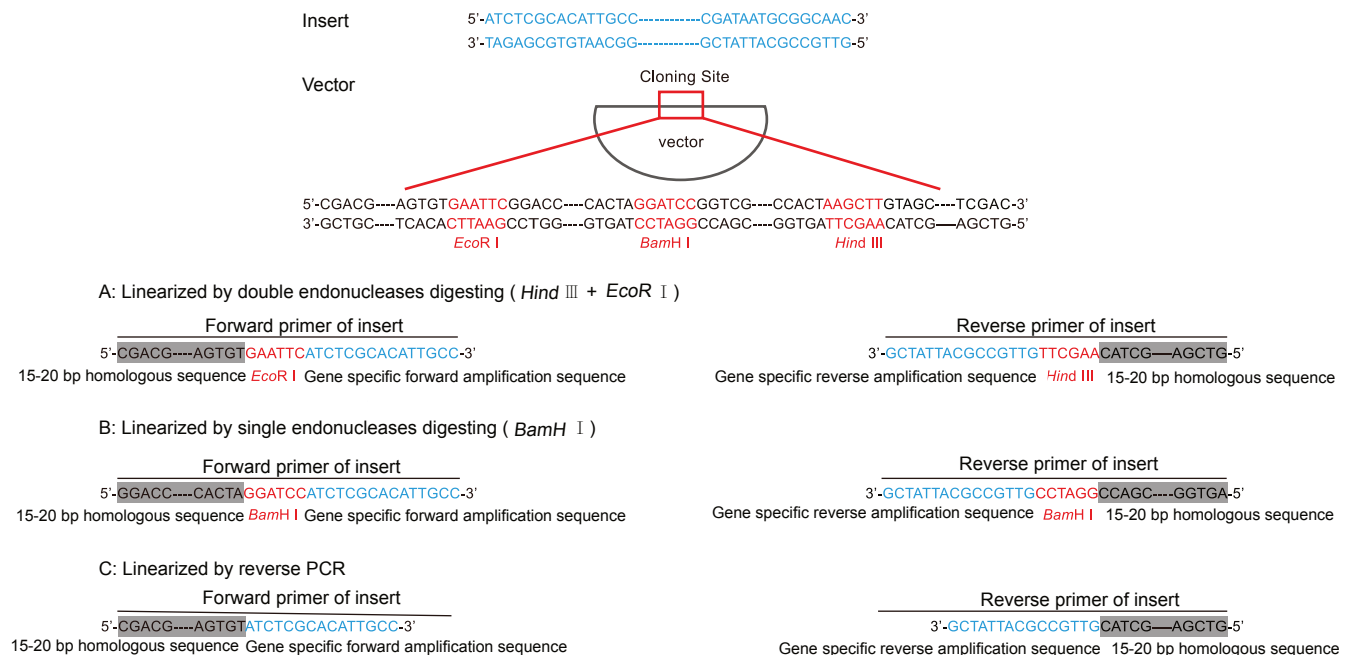 Insert
5'-ATCTCGCACATTGCC------------CGATAATGCGGCAAC-3'
3'-TAGAGCGTGTAACGG------------GCTATTACGCCGTTG-5'
Vector
Cloning Site
vector
5'-CGACG----AGTGTGAATTCGGACC----CACTAGGATCCGGTCG----CCACTAAGCTTGTAGC----TCGAC-3'
3'-GCTGC----TCACACTTAAGCCTGG----GTGATCCTAGGCCAGC----GGTGATTCGAACATCG—AGCTG-5'
EcoR I BamH I Hind III
A: Linearized by double endonucleases digesting ( Hind Ⅲ + EcoR Ⅰ )
Forward primer of insert Reverse primer of insert
5'-CGACG----AGTGTGAATTCATCTCGCACATTGCC-3' 3'-GCTATTACGCCGTTGTTCGAACATCG—AGCTG-5'
15-20 bp homologous sequence EcoR I Gene specific forward amplification sequence Gene specific reverse amplification sequence Hind III 15-20 bp homologous sequence
B: Linearized by single endonucleases digesting ( BamH Ⅰ )
Forward primer of insert Reverse primer of insert
5'-GGACC----CACTAGGATCCATCTCGCACATTGCC-3' 3'-GCTATTACGCCGTTGCCTAGGCCAGC----GGTGA-5'
15-20 bp homologous sequence BamH I Gene specific forward amplification sequence Gene specific reverse amplification sequence BamH I 15-20 bp homologous sequence
C: Linearized by reverse PCR
Forward primer of insert Reverse primer of insert
5'-CGACG----AGTGTATCTCGCACATTGCC-3' 3'-GCTATTACGCCGTTGCATCG—AGCTG-5'
15-20 bp homologous sequence Gene specific forward amplification sequence Gene specific reverse amplification sequence 15-20 bp homologous sequence